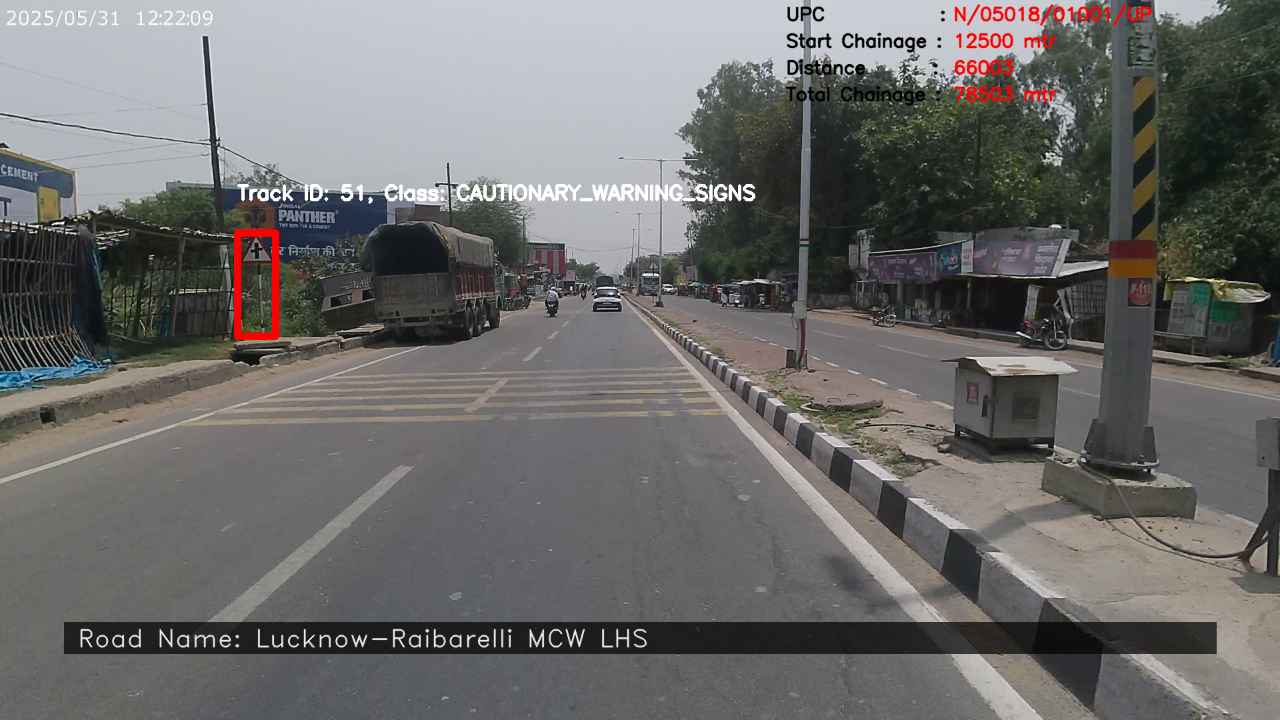 2025/05/31 12:22:09
UPC : N/05018/01001/UP
Start Chainage : 12500 mtr
Distance : 66003
Total Chainage : 78503 mtr
CEMENT
Track ID: 51, Class: CAUTIONARY_WARNING_SIGNS
PANTHER
Road Name: Lucknow-Raibarelli MCW LHS